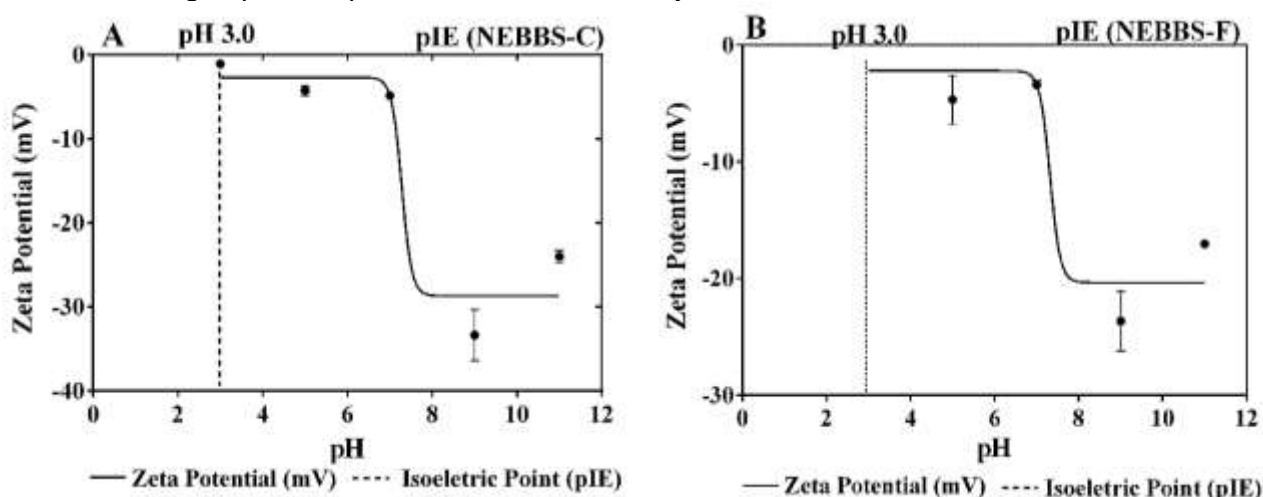 A pH 3.0 pIE (NEBBS-C)
0
-10
-20
-30
-40
Zeta Potential (mV)
0 2 4 6 8 10 12
pH
Zeta Potential (mV) Isoeletric Point (pIE)
B pH 3.0 pIE (NEBBS-F)
0
-10
-20
-30
Zeta Potential (mV)
0 2 4 6 8 10 12
pH
Zeta Potential (mV) Isoeletric Point (pIE)